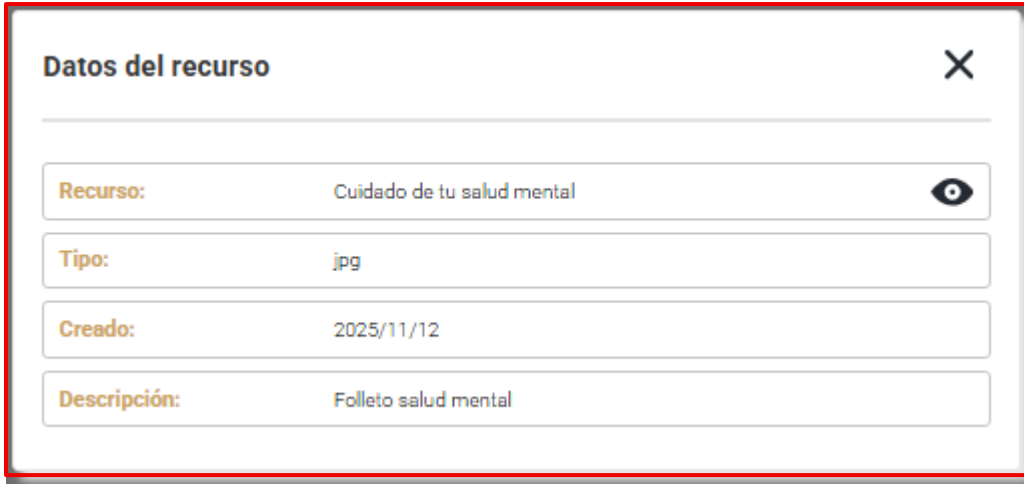 Datos del recurso
Recurso: Cuidado de tu salud mental
Tipo: jpg
Creado: 2025/11/12
Descripción: Folleto salud mental